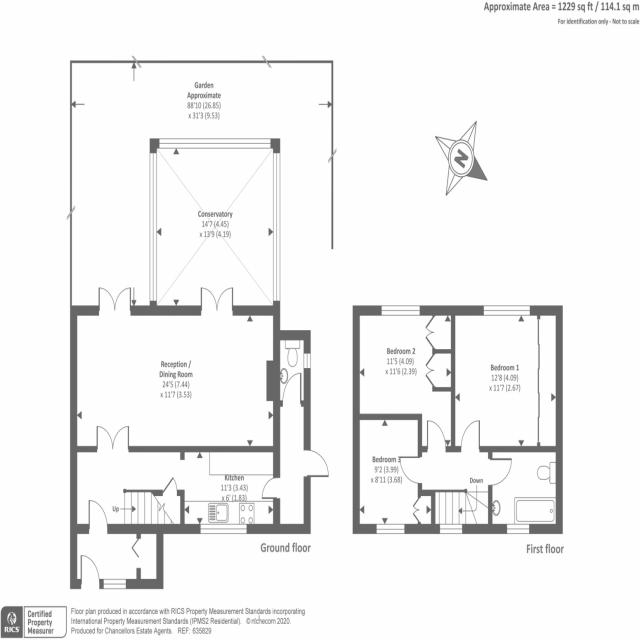 Approximate Area = 1229 sq ft / 114.1 sq m
For identification only - Not to scale
Garden
Approximate
88'10 (26.85)
x 31'3 (9.53)
N
Conservatory
14'7 (4.45)
x 13'9 (4.19)
Reception /
Dining Room
24'5 (7.44)
x 11'7 (3.53)
Bedroom 2
11'5 (4.09)
x 11'6 (2.39)
Bedroom 1
12'8 (4.09)
x 11'7 (2.67)
Kitchen
11'3 (3.43)
x 6' (1.83)
Bedroom 3
9'2 (3.99)
x 8'11 (3.68)
Up
Down
Ground floor
First floor
RICS
Certified
Property
Measurer
Floor plan produced in accordance with RICS Property Measurement Standards incorporating
International Property Measurement Standards (IPMS2 Residential). © nichecom 2020.
Produced for Chancellors Estate Agents. REF: 635829